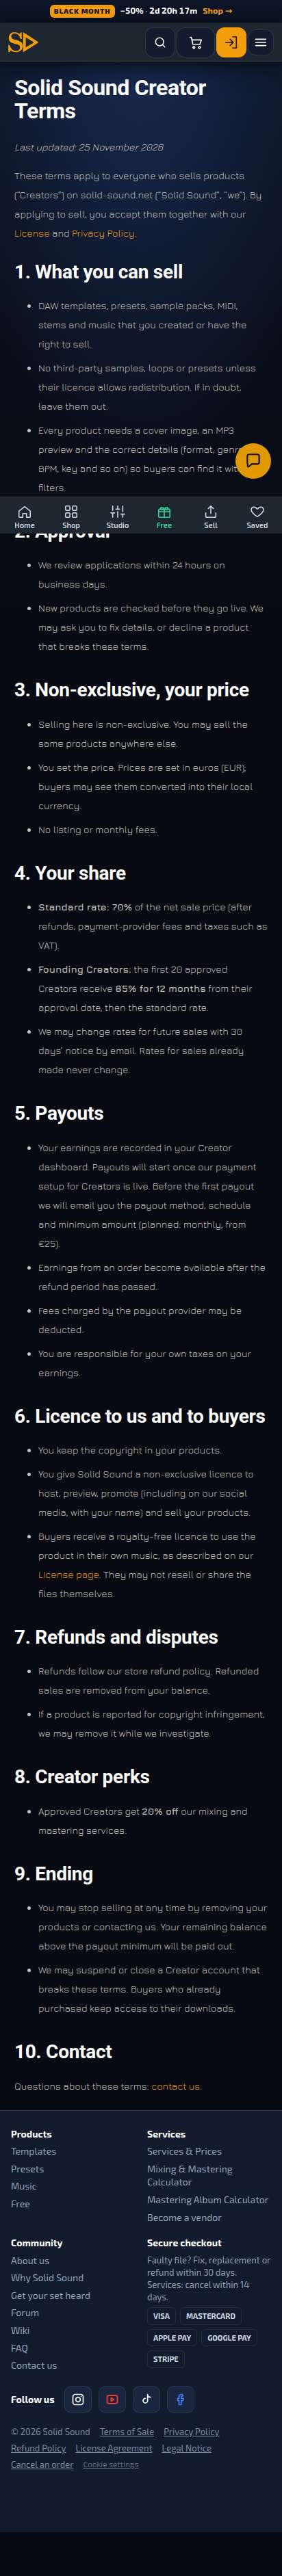 BLACK MONTH −50% · 2d 20h 17m Shop →
SD
Solid Sound Creator
Terms
Last updated: 25 November 2026
These terms apply to everyone who sells products
("Creators") on solid-sound.net ("Solid Sound", "we"). By
applying to sell, you accept them together with our
License and Privacy Policy.
1. What you can sell
• DAW templates, presets, sample packs, MIDI,
stems and music that you created or have the
right to sell.
• No third-party samples, loops or presets unless
their licence allows redistribution. If in doubt,
leave them out.
• Every product needs a cover image, an MP3
preview and the correct details (format, genre,
BPM, key and so on) so buyers can find it with
filters.
Home Shop Studio Free Sell Saved
2. Approval
• We review applications within 24 hours on
business days.
• New products are checked before they go live. We
may ask you to fix details, or decline a product
that breaks these terms.
3. Non-exclusive, your price
• Selling here is non-exclusive. You may sell the
same products anywhere else.
• You set the price. Prices are set in euros (EUR);
buyers may see them converted into their local
currency.
• No listing or monthly fees.
4. Your share
• Standard rate: 70% of the net sale price (after
refunds, payment-provider fees and taxes such as
VAT).
• Founding Creators: the first 20 approved
Creators receive 85% for 12 months from their
approval date, then the standard rate.
• We may change rates for future sales with 30
days' notice by email. Rates for sales already
made never change.
5. Payouts
• Your earnings are recorded in your Creator
dashboard. Payouts will start once our payment
setup for Creators is live. Before the first payout
we will email you the payout method, schedule
and minimum amount (planned: monthly, from
€25).
• Earnings from an order become available after the
refund period has passed.
• Fees charged by the payout provider may be
deducted.
• You are responsible for your own taxes on your
earnings.
6. Licence to us and to buyers
• You keep the copyright in your products.
• You give Solid Sound a non-exclusive licence to
host, preview, promote (including on our social
media, with your name) and sell your products.
• Buyers receive a royalty-free licence to use the
product in their own music, as described on our
License page. They may not resell or share the
files themselves.
7. Refunds and disputes
• Refunds follow our store refund policy. Refunded
sales are removed from your balance.
• If a product is reported for copyright infringement,
we may remove it while we investigate.
8. Creator perks
• Approved Creators get 20% off our mixing and
mastering services.
9. Ending
• You may stop selling at any time by removing your
products or contacting us. Your remaining balance
above the payout minimum will be paid out.
• We may suspend or close a Creator account that
breaks these terms. Buyers who already
purchased keep access to their downloads.
10. Contact
Questions about these terms: contact us.
Products
Templates
Presets
Music
Free
Services
Services & Prices
Mixing & Mastering
Calculator
Mastering Album Calculator
Become a vendor
Community
About us
Why Solid Sound
Get your set heard
Forum
Wiki
FAQ
Contact us
Secure checkout
Faulty file? Fix, replacement or
refund within 30 days.
Services: cancel within 14
days.
VISA MASTERCARD
APPLE PAY GOOGLE PAY
STRIPE
Follow us
© 2026 Solid Sound Terms of Sale Privacy Policy
Refund Policy License Agreement Legal Notice
Cancel an order Cookie settings